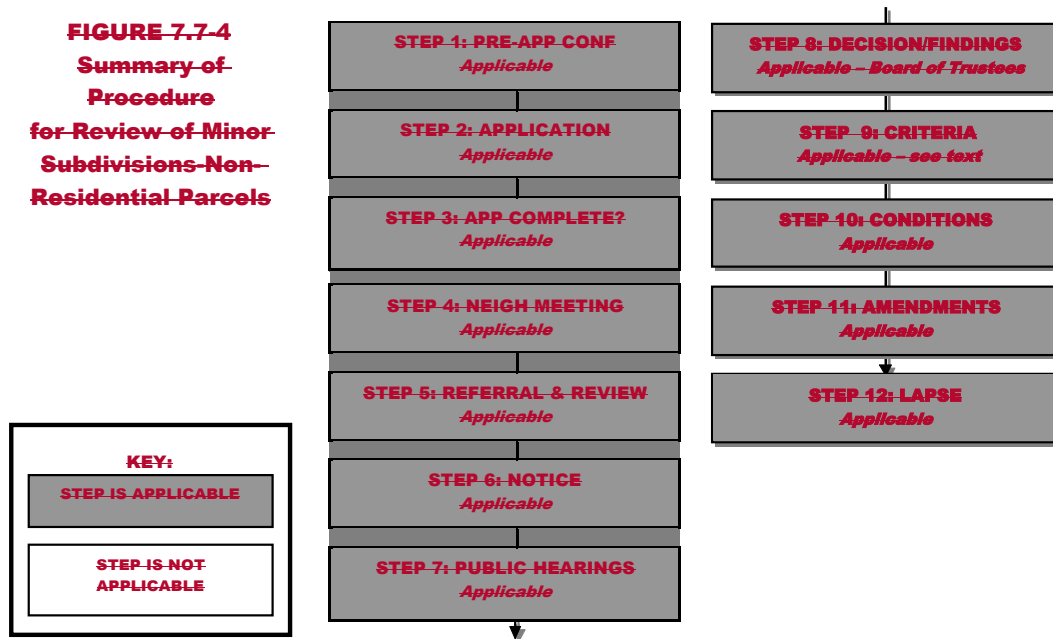 FIGURE 7.7-4
Summary of
Procedure
for Review of Minor
Subdivisions-Non-
Residential Parcels
KEY:
STEP IS APPLICABLE
STEP IS NOT
APPLICABLE
STEP 1: PRE-APP CONF
Applicable
STEP 2: APPLICATION
Applicable
STEP 3: APP COMPLETE?
Applicable
STEP 4: NEIGH MEETING
Applicable
STEP 5: REFERRAL & REVIEW
Applicable
STEP 6: NOTICE
Applicable
STEP 7: PUBLIC HEARINGS
Applicable
STEP 8: DECISION/FINDINGS
Applicable – Board of Trustees
STEP 9: CRITERIA
Applicable – see text
STEP 10: CONDITIONS
Applicable
STEP 11: AMENDMENTS
Applicable
STEP 12: LAPSE
Applicable